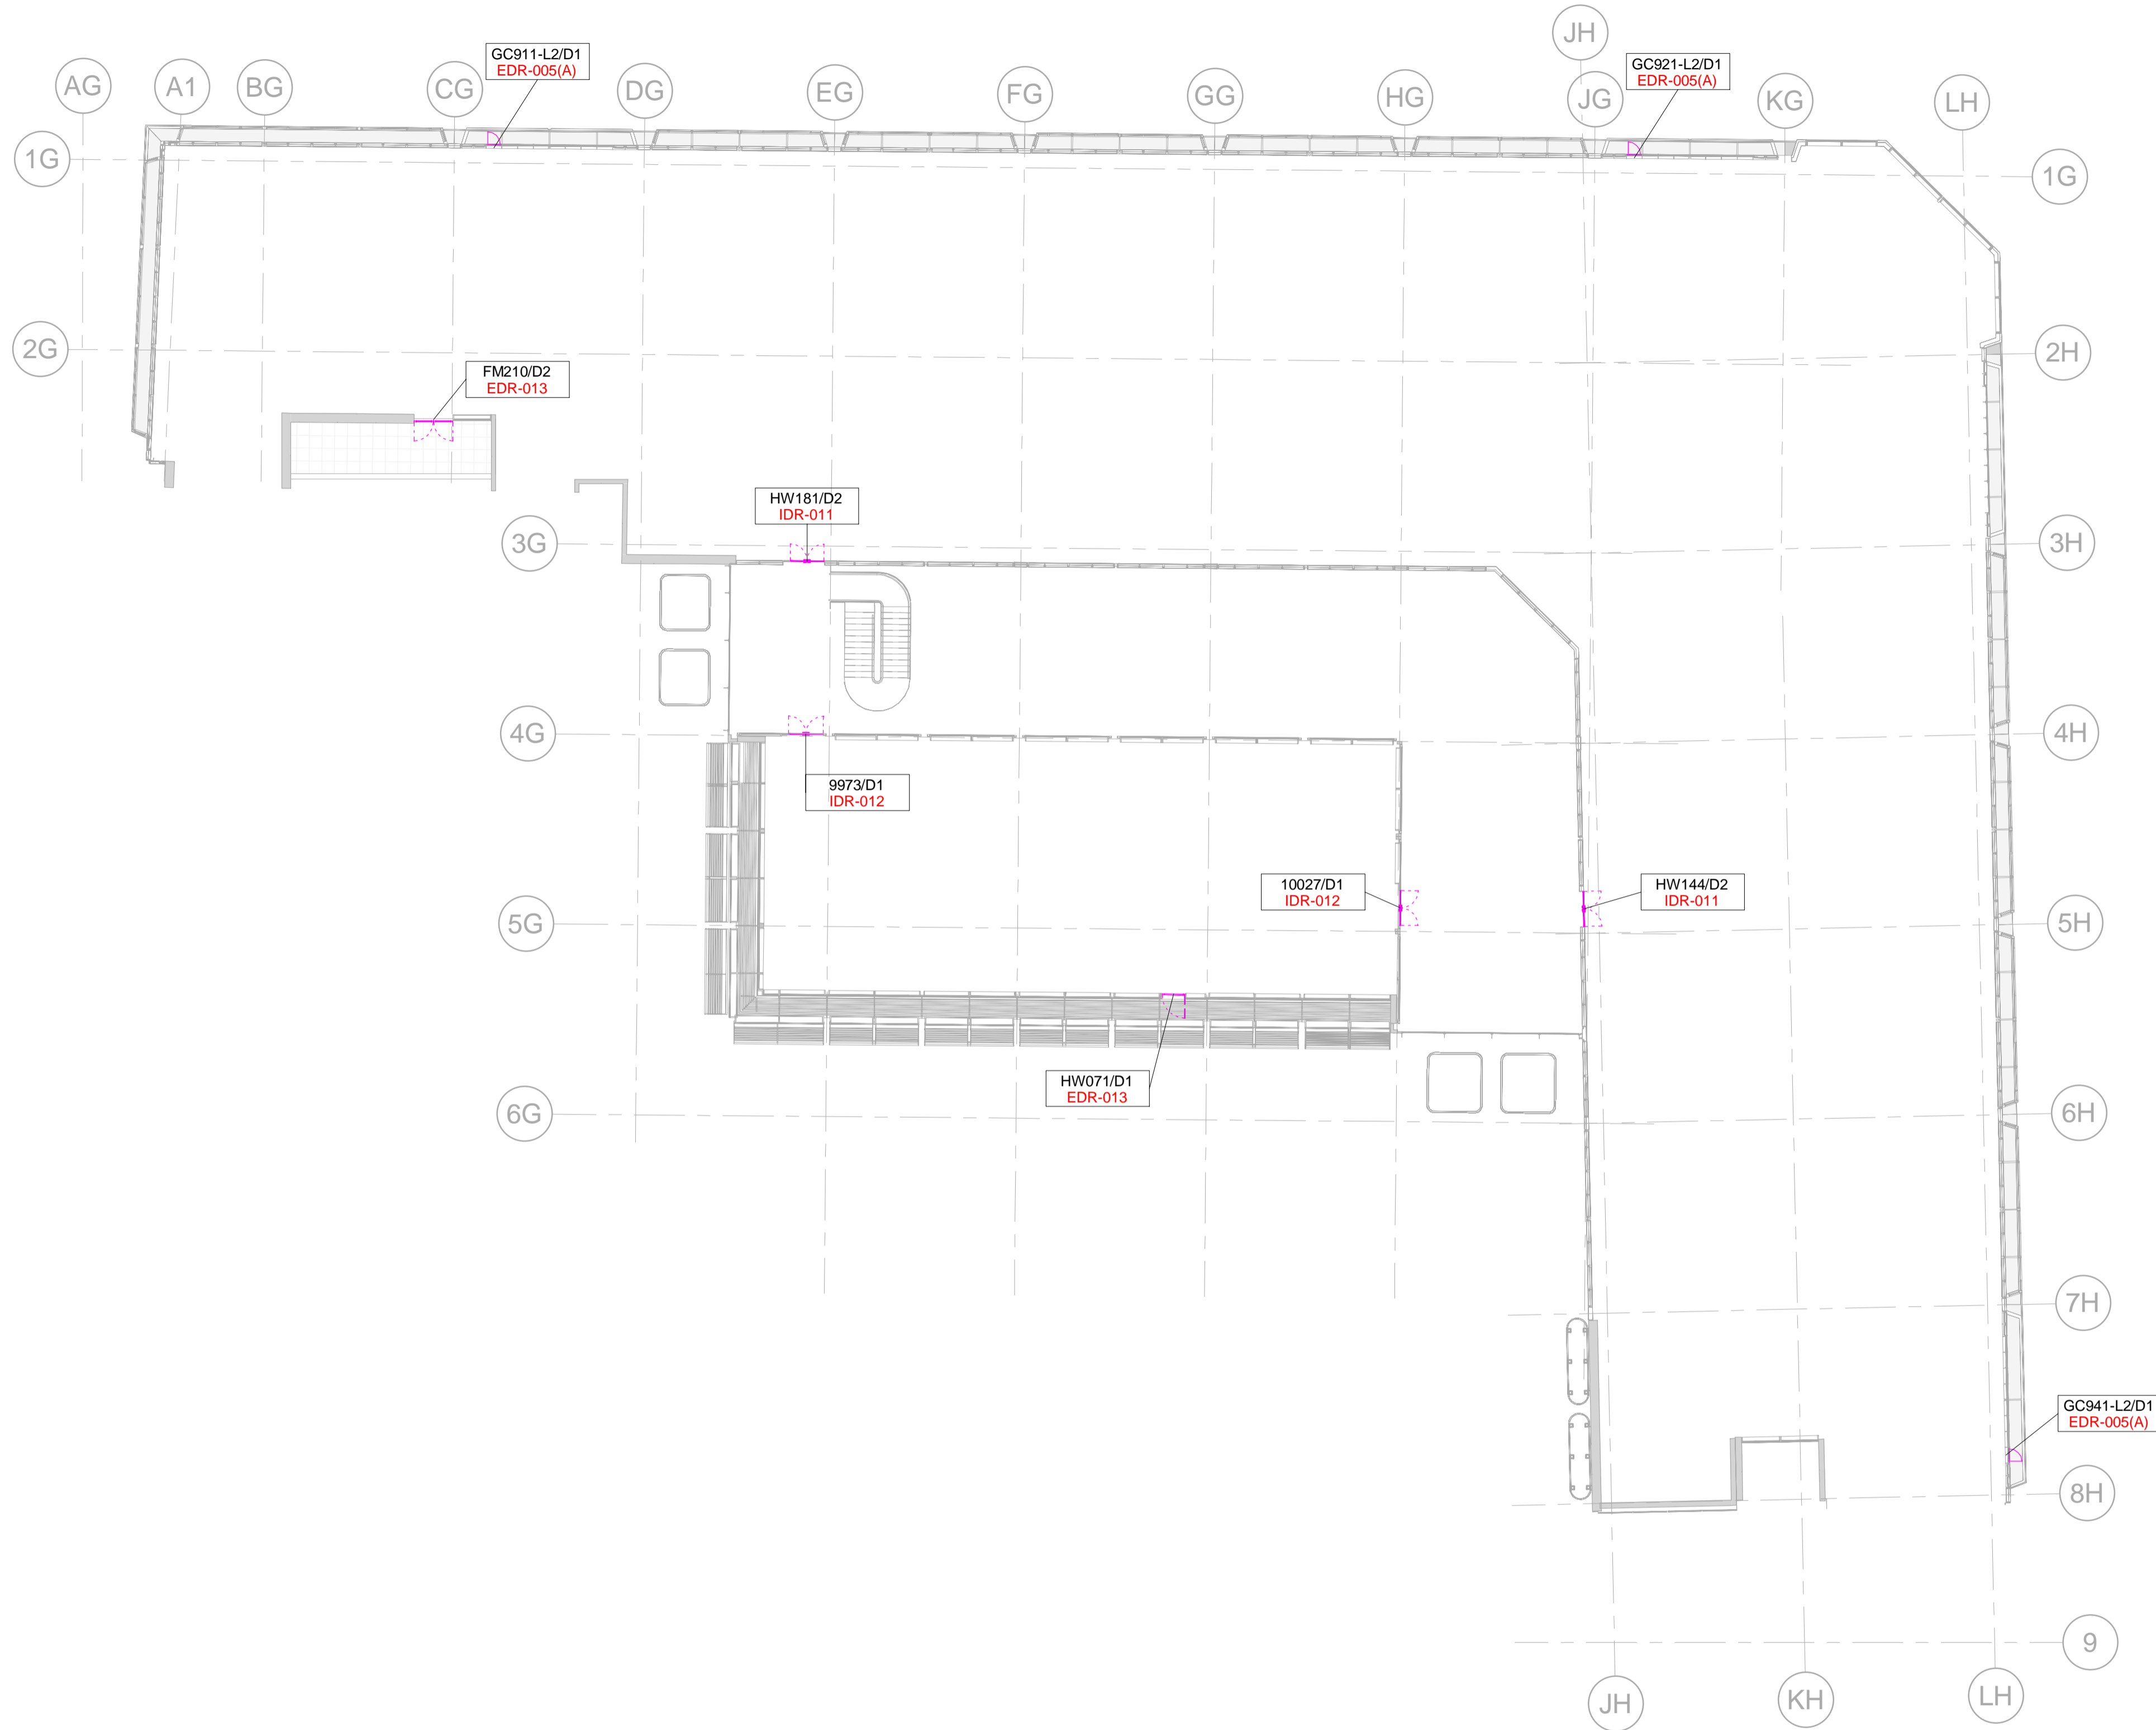 JH
GC911-L2/D1
EDR-005(A)
GC921-L2/D1
EDR-005(A)
AG
A1
BG
CG
DG
EG
FG
GG
HG
JG
KG
LH
1G
1G
2G
2H
FM210/D2
EDR-013
HW181/D2
IDR-011
3G
3H
4G
4H
9973/D1
IDR-012
10027/D1
IDR-012
HW144/D2
IDR-011
5G
5H
HW071/D1
EDR-013
6G
6H
7H
GC941-L2/D1
EDR-005(A)
8H
9
JH
KH
LH